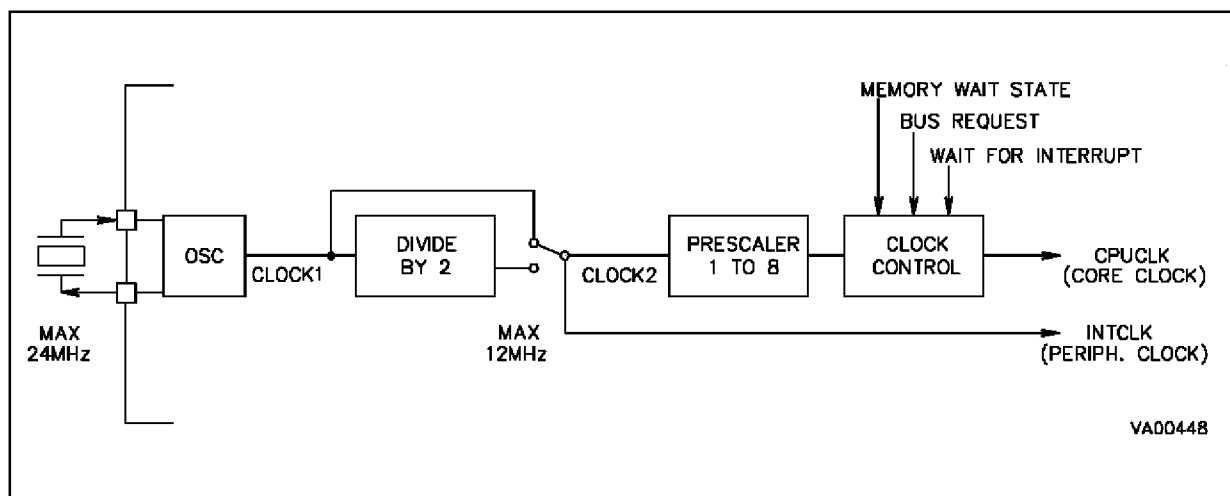 MEMORY WAIT STATE
BUS REQUEST
WAIT FOR INTERRUPT
OSC
CLOCK1
DIVIDE
BY 2
CLOCK2
PRESCALER
1 TO 8
CLOCK
CONTROL
CPUCLK
(CORE CLOCK)
MAX
24MHz
MAX
12MHz
INTCLK
(PERIPH. CLOCK)
VA00448